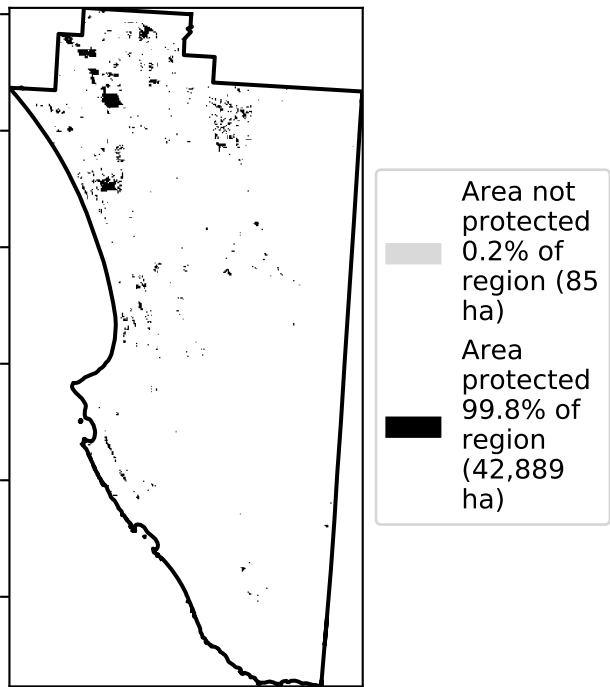 Area not
protected
0.2% of
region (85
ha)
Area
protected
99.8% of
region
(42,889
ha)